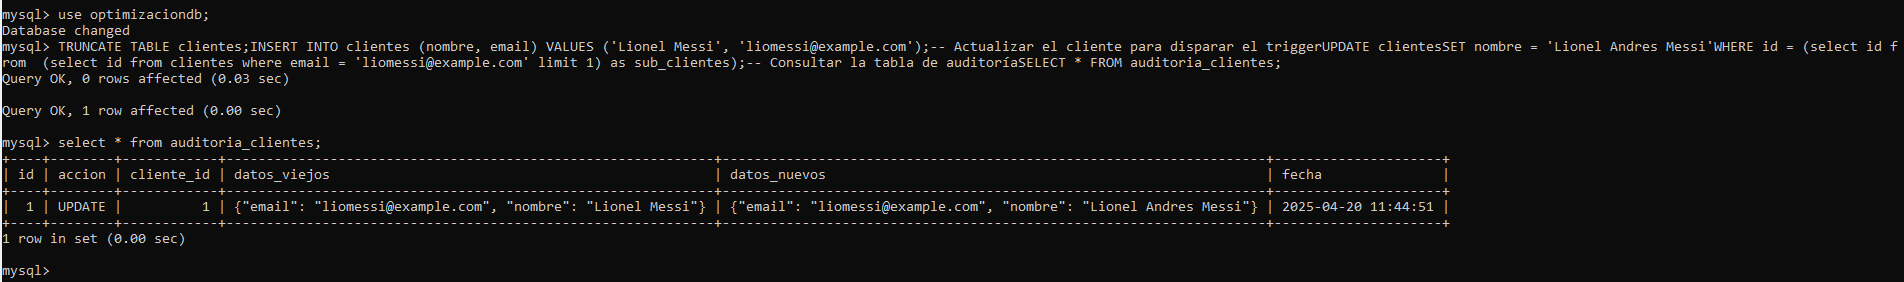 mysql> use optimizaciondb;
Database changed
mysql> TRUNCATE TABLE clientes;INSERT INTO clientes (nombre, email) VALUES ('Lionel Messi', 'liomessi@example.com');-- Actualizar el cliente para disparar el triggerUPDATE clientesSET nombre = 'Lionel Andres Messi'WHERE id = (select id f
rom  (select id from clientes where email = 'liomessi@example.com' limit 1) as sub_clientes);-- Consultar la tabla de auditoríaSELECT * FROM auditoria_clientes;
Query OK, 0 rows affected (0.03 sec)
Query OK, 1 row affected (0.00 sec)
mysql> select * from auditoria_clientes;
+----+--------+------------+-------------------------------------------------------------+--------------------------------------------------------------------+---------------------+
| id | accion | cliente_id | datos_viejos                                                | datos_nuevos                                                       | fecha               |
+----+--------+------------+-------------------------------------------------------------+--------------------------------------------------------------------+---------------------+
|  1 | UPDATE |          1 | {"email": "liomessi@example.com", "nombre": "Lionel Messi"} | {"email": "liomessi@example.com", "nombre": "Lionel Andres Messi"} | 2025-04-20 11:44:51 |
+----+--------+------------+-------------------------------------------------------------+--------------------------------------------------------------------+---------------------+
1 row in set (0.00 sec)
mysql>